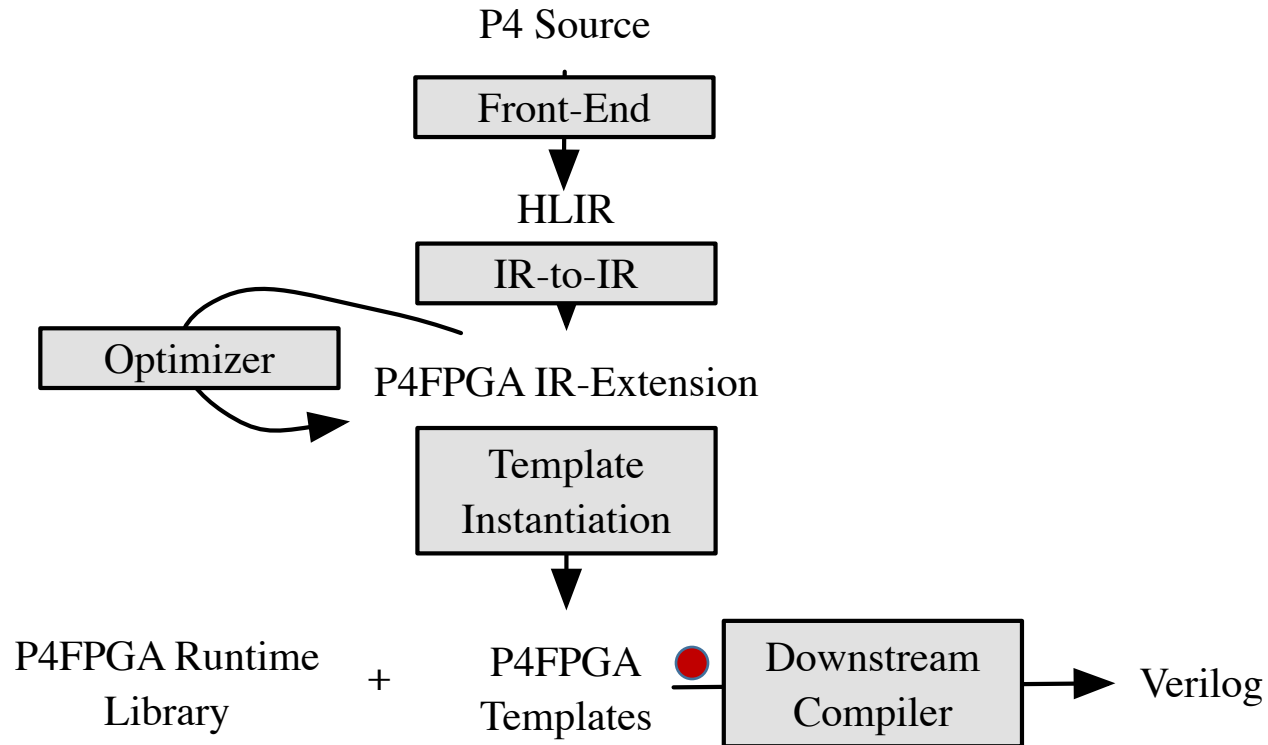 P4 Source
Front-End
HLIR
IR-to-IR
Optimizer
P4FPGA IR-Extension
Template
Instantiation
P4FPGA Runtime
Library
+
P4FPGA
Templates
Downstream
Compiler
Verilog